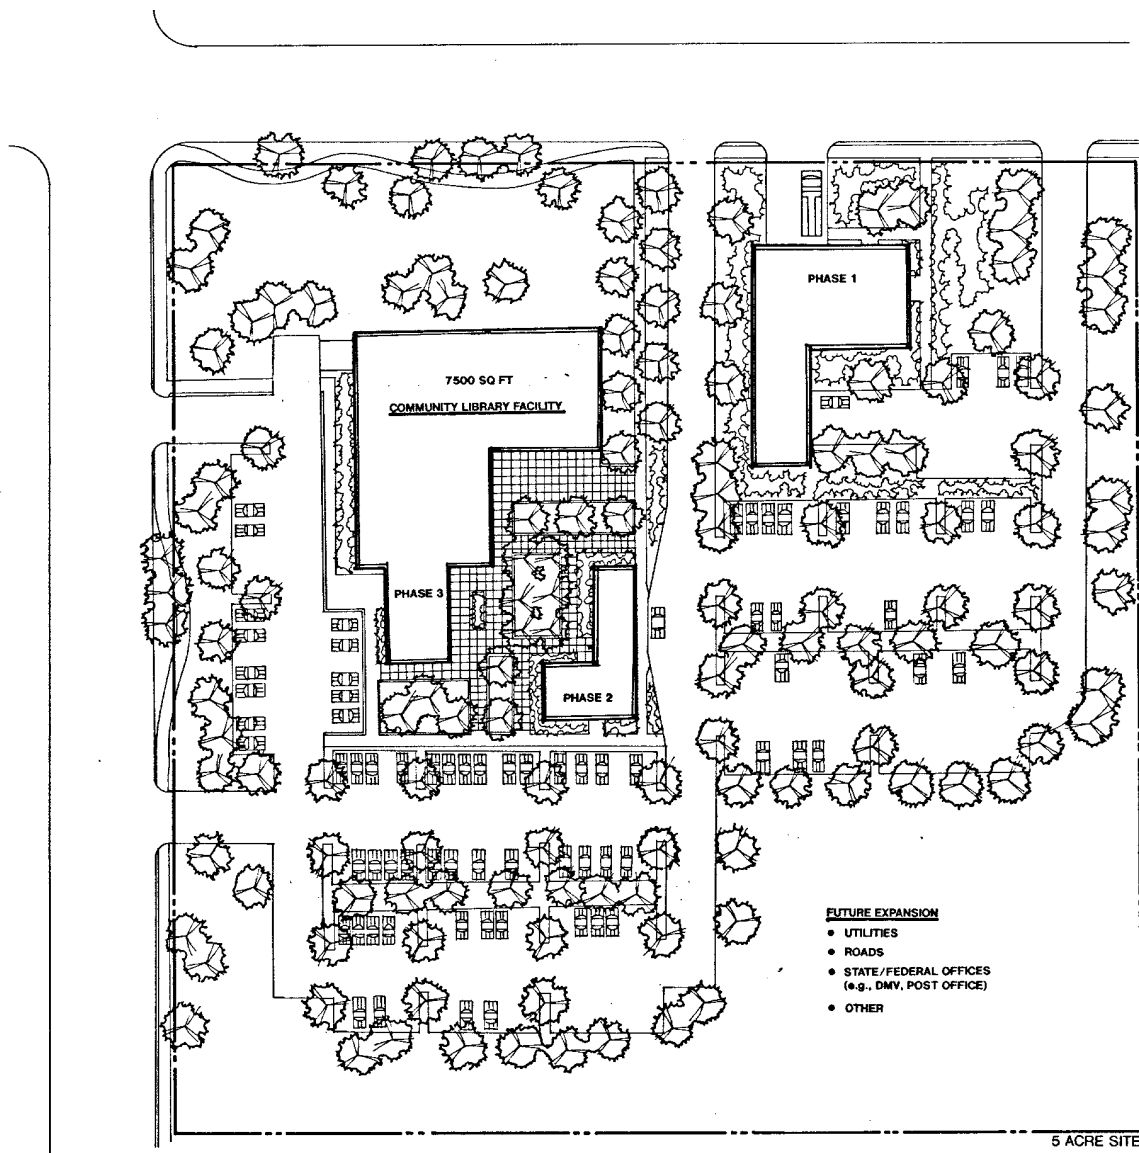 PHASE 1
7500 SQ FT
COMMUNITY LIBRARY FACILITY
PHASE 3
PHASE 2
FUTURE EXPANSION
• UTILITIES
• ROADS
• STATE/FEDERAL OFFICES
(e.g., DMV, POST OFFICE)
• OTHER
5 ACRE SITE